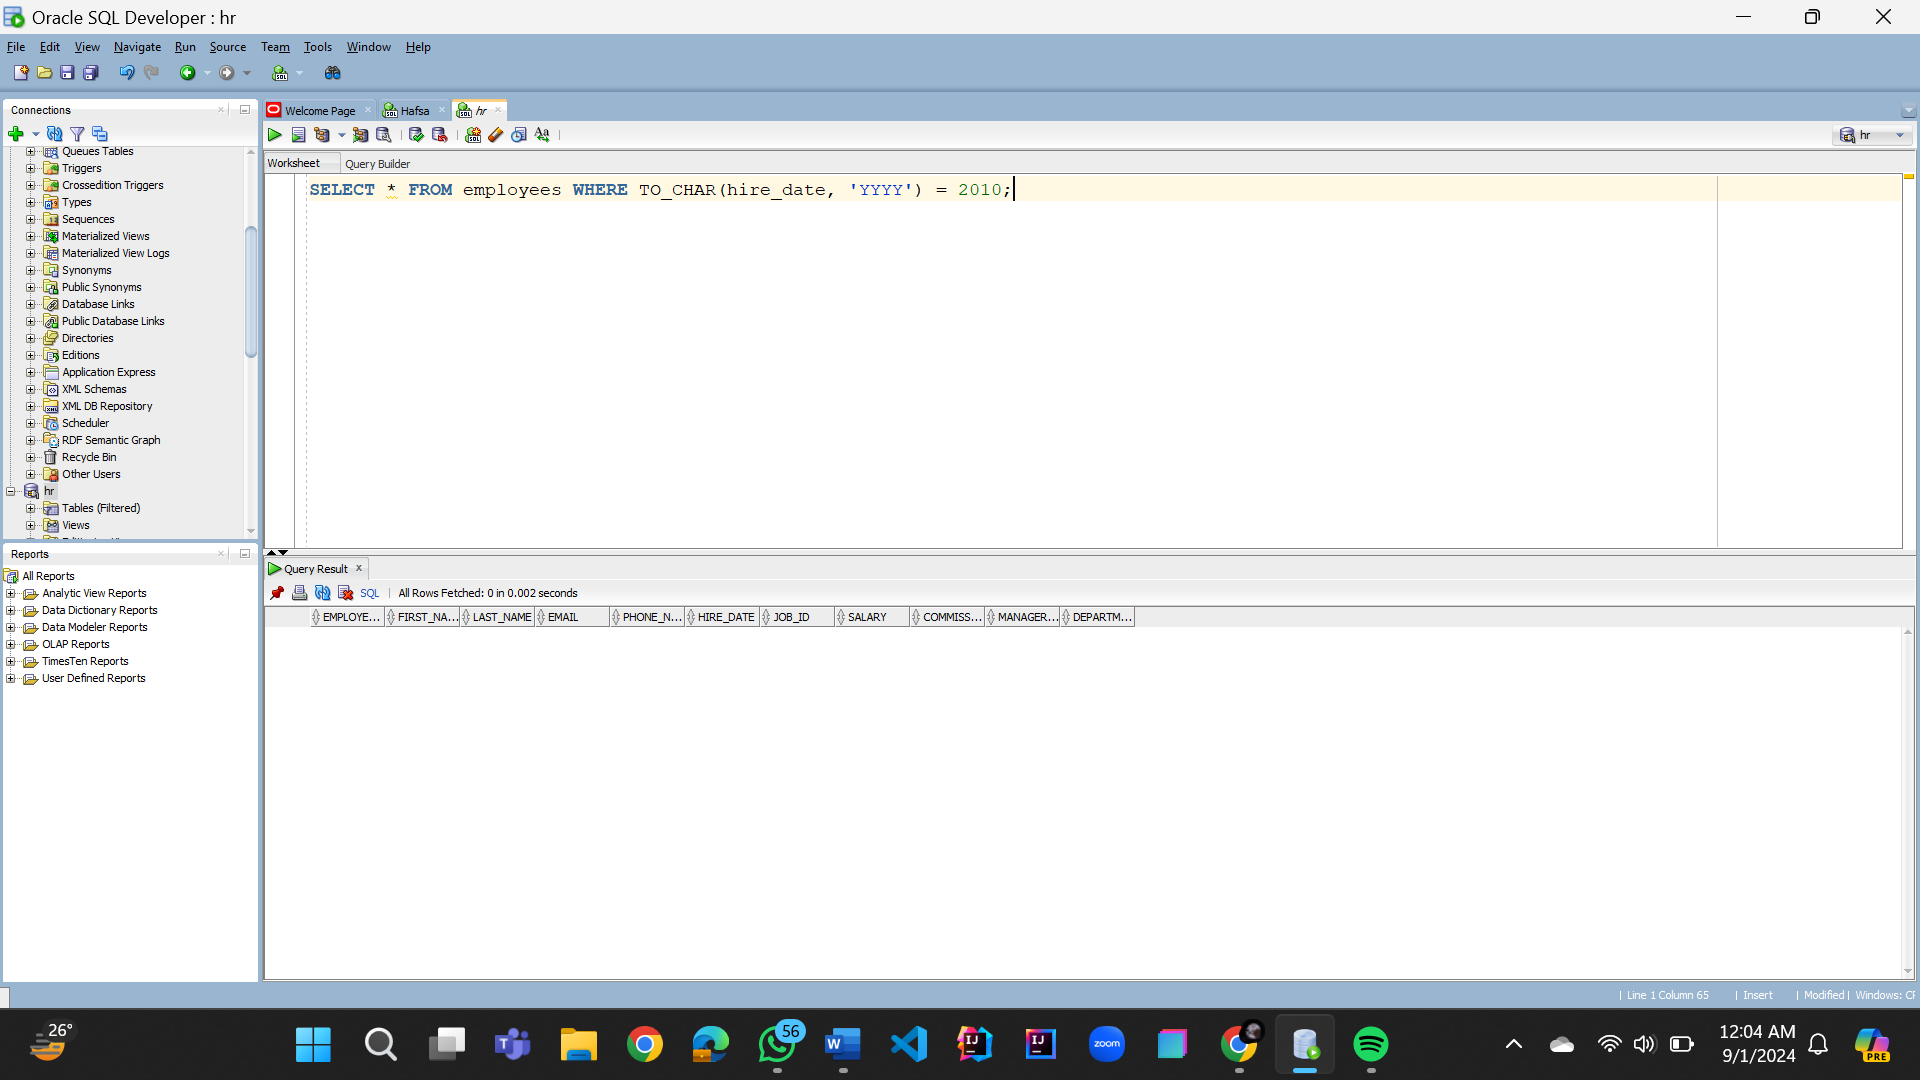 Oracle SQL Developer : hr
File Edit View Navigate Run Source Team Tools Window Help
Connections
Welcome Page
Hafsa
hr
hr
Worksheet
Query Builder
SELECT * FROM employees WHERE TO_CHAR(hire_date, 'YYYY') = 2010;
Queues Tables
Triggers
Crossedition Triggers
Types
Sequences
Materialized Views
Materialized View Logs
Synonyms
Public Synonyms
Database Links
Public Database Links
Directories
Editions
Application Express
XML Schemas
XML DB Repository
Scheduler
RDF Semantic Graph
Recycle Bin
Other Users
hr
Tables (Filtered)
Views
Reports
All Reports
Analytic View Reports
Data Dictionary Reports
Data Modeler Reports
OLAP Reports
TimesTen Reports
User Defined Reports
Query Result
SQL | All Rows Fetched: 0 in 0.002 seconds
EMPLOYE... FIRST_NA... LAST_NAME EMAIL PHONE_N... HIRE_DATE JOB_ID SALARY COMMISS... MANAGER... DEPARTM...
| Line 1 Column 65 | Insert | Modified | Windows: CF
26°
56
zoom
12:04 AM
9/1/2024
PRE